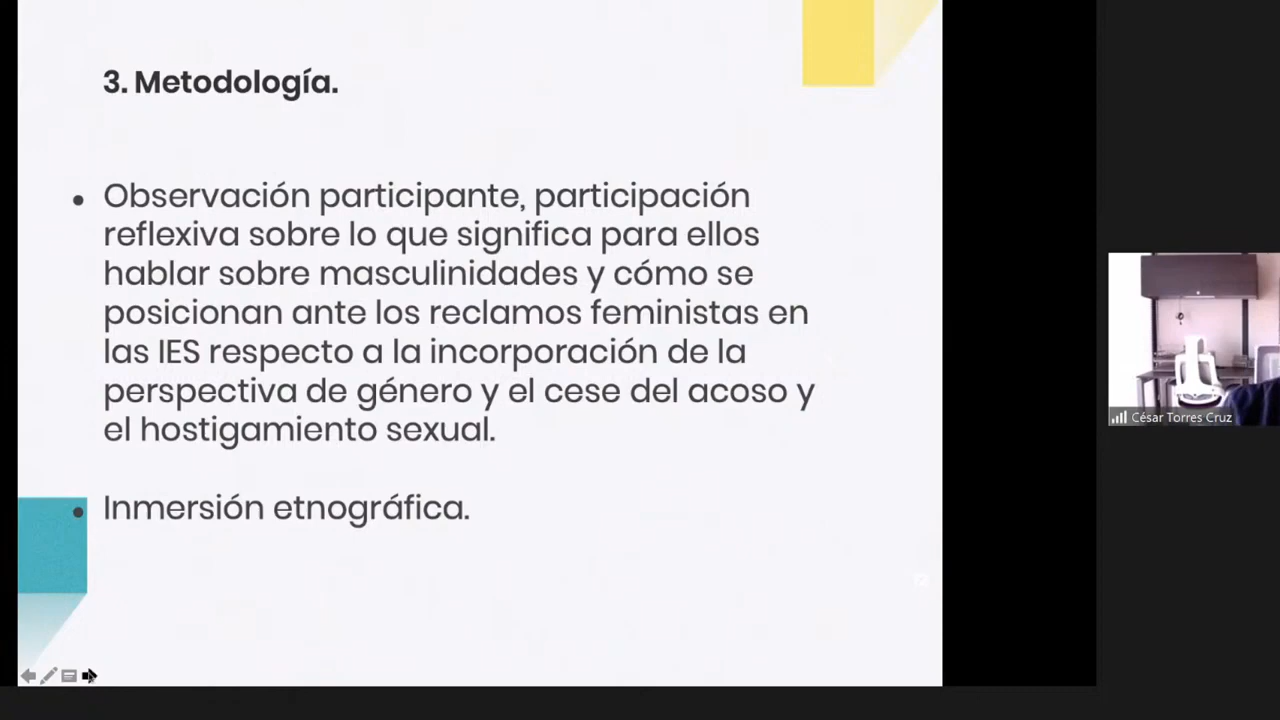 3. Metodología.
• Observación participante, participación
reflexiva sobre lo que significa para ellos
hablar sobre masculinidades y cómo se
posicionan ante los reclamos feministas en
las IES respecto a la incorporación de la
perspectiva de género y el cese del acoso y
el hostigamiento sexual.
• Inmersión etnográfica.
César Torres Cruz